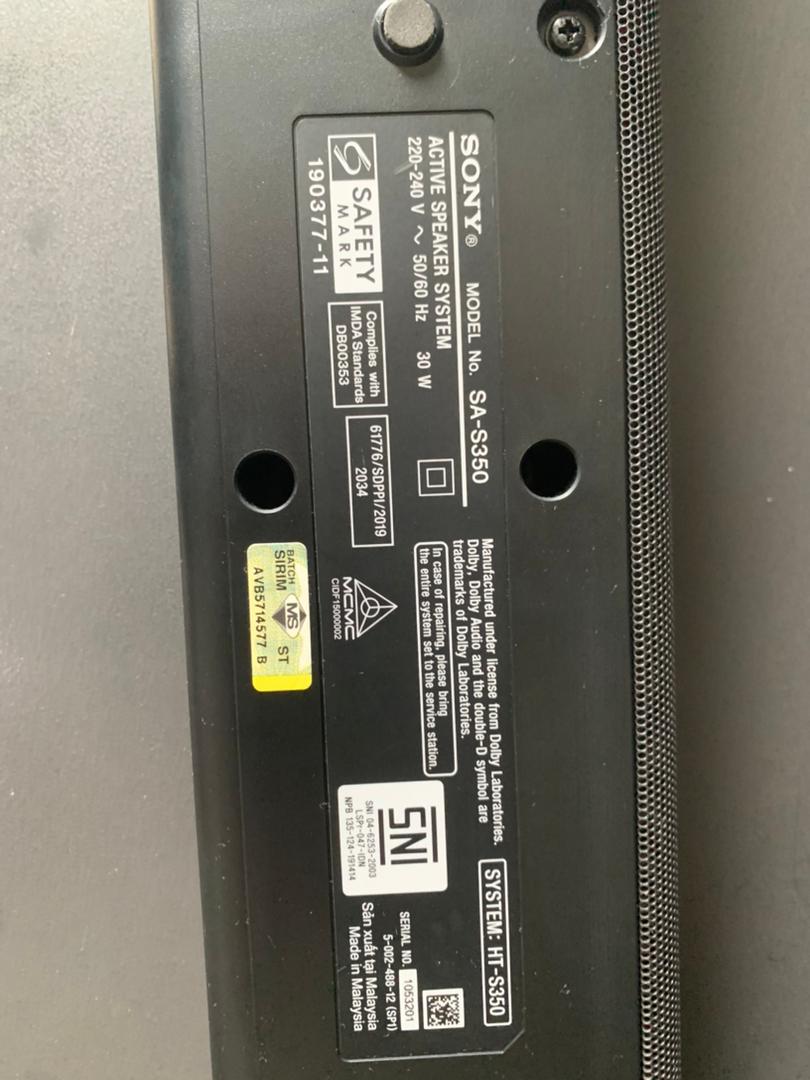 SONY® MODEL No. SA-S350
ACTIVE SPEAKER SYSTEM
220-240 V ~ 50/60 Hz 30 W
SAFETY
MARK
190377-11
Complies with
IMDA Standards
DB00353
61776/SDPPI/2019
2034
Manufactured under license from Dolby Laboratories.
Dolby, Dolby Audio and the double-D symbol are
trademarks of Dolby Laboratories.
In case of repairing, please bring
the entire system set to the service station.
MCMC
CIDF15000002
BATCH
SIRIM MS ST
AVB5714577 B
SNI
SNI 04-6253-2003
LSPr-047-IDN
NPB 135-124-191414
SYSTEM: HT-S350
SERIAL NO. 1053201
5-002-488-12 (SP1)
Sản xuất tại Malaysia
Made in Malaysia